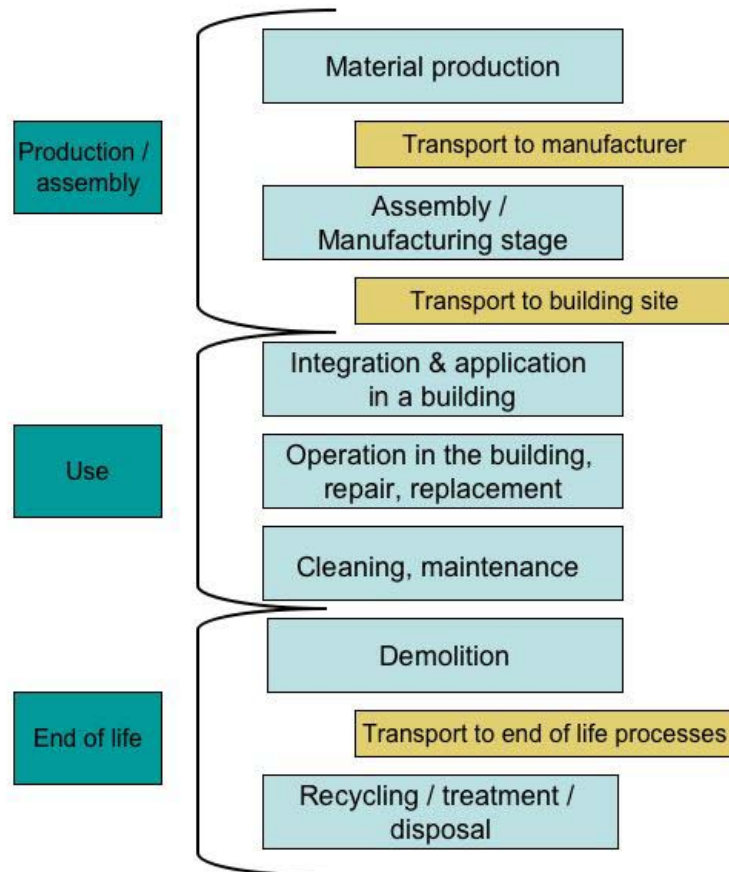 Material production
Transport to manufacturer
Production /
assembly
Assembly /
Manufacturing stage
Transport to building site
Integration & application
in a building
Use
Operation in the building,
repair, replacement
Cleaning, maintenance
Demolition
End of life
Transport to end of life processes
Recycling / treatment /
disposal